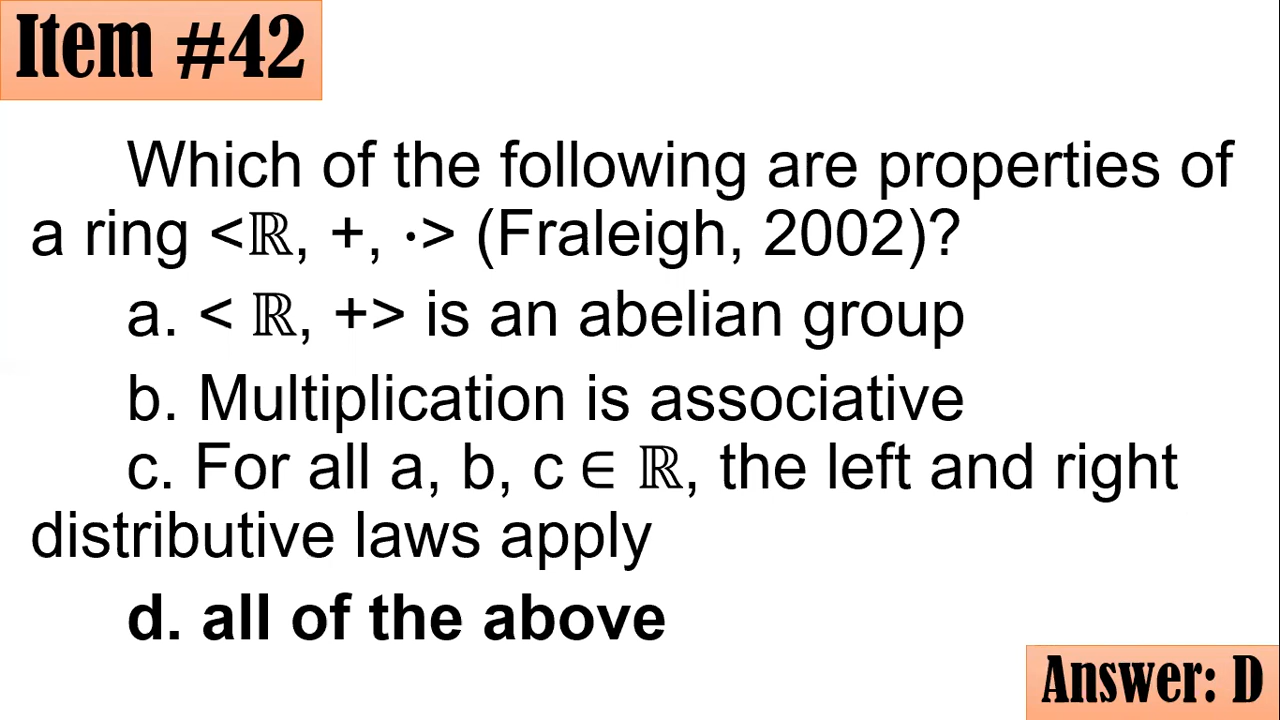 Item #42
Which of the following are properties of
a ring <ℝ, +, ·> (Fraleigh, 2002)?
a. < ℝ, +> is an abelian group
b. Multiplication is associative
c. For all a, b, c ∈ ℝ, the left and right
distributive laws apply
d. all of the above
Answer: D